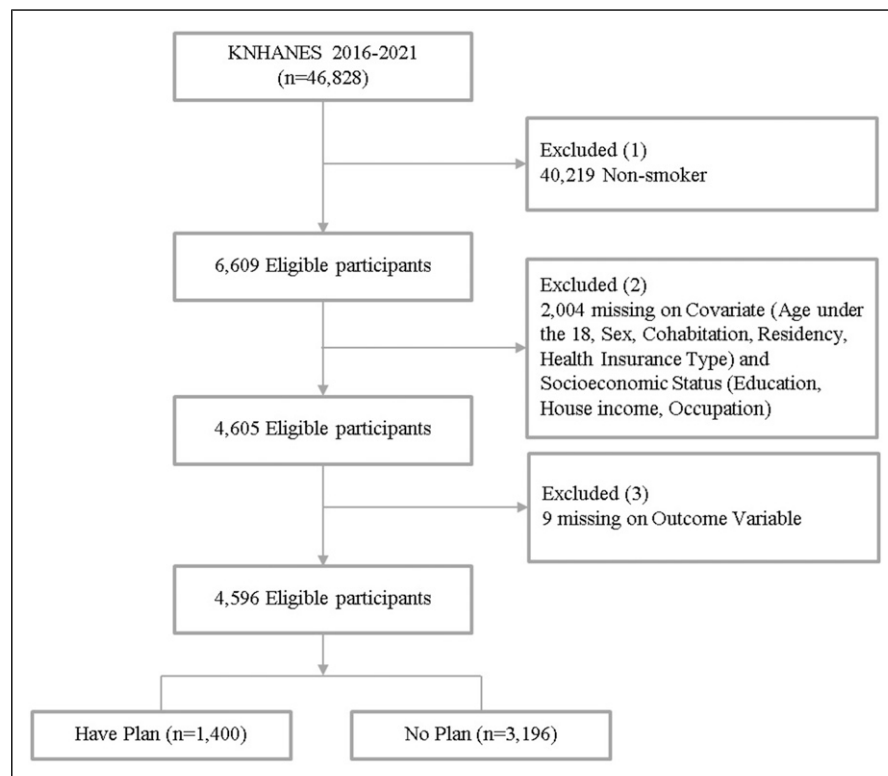 KNHANES 2016-2021
(n=46,828)
Excluded (1)
40,219 Non-smoker
6,609 Eligible participants
Excluded (2)
2,004 missing on Covariate (Age under
the 18, Sex, Cohabitation, Residency,
Health Insurance Type) and
Socioeconomic Status (Education,
House income, Occupation)
4,605 Eligible participants
Excluded (3)
9 missing on Outcome Variable
4,596 Eligible participants
Have Plan (n=1,400)
No Plan (n=3,196)